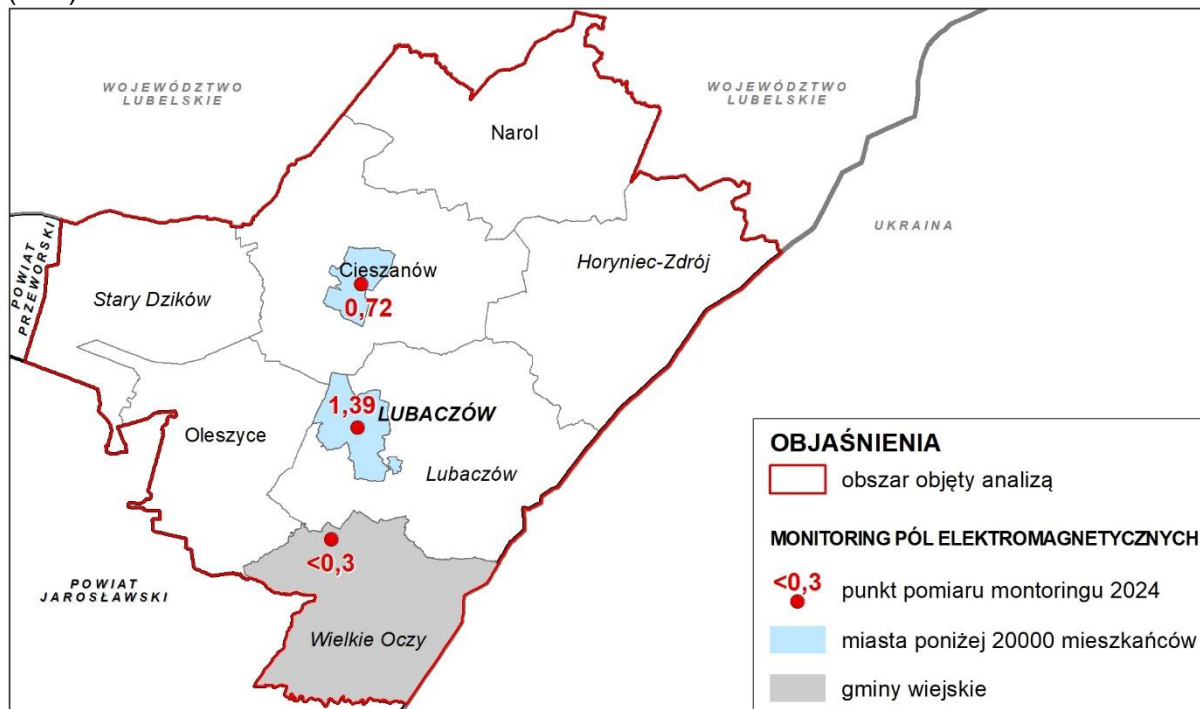 WOJEWÓDZTWO
LUBELSKIE
WOJEWÓDZTWO
LUBELSKIE
Narol
UKRAINA
POWIAT
PRZEWORSKI
Stary Dzików
Cieszanów
0,72
Horyniec-Zdrój
1,39
LUBACZÓW
Oleszyce
Lubaczów
<0,3
POWIAT
JAROSŁAWSKI
Wielkie Oczy
OBJAŚNIENIA
obszar objęty analizą
MONITORING PÓL ELEKTROMAGNETYCZNYCH
<0,3 punkt pomiaru montoringu 2024
miasta poniżej 20000 mieszkańców
gminy wiejskie